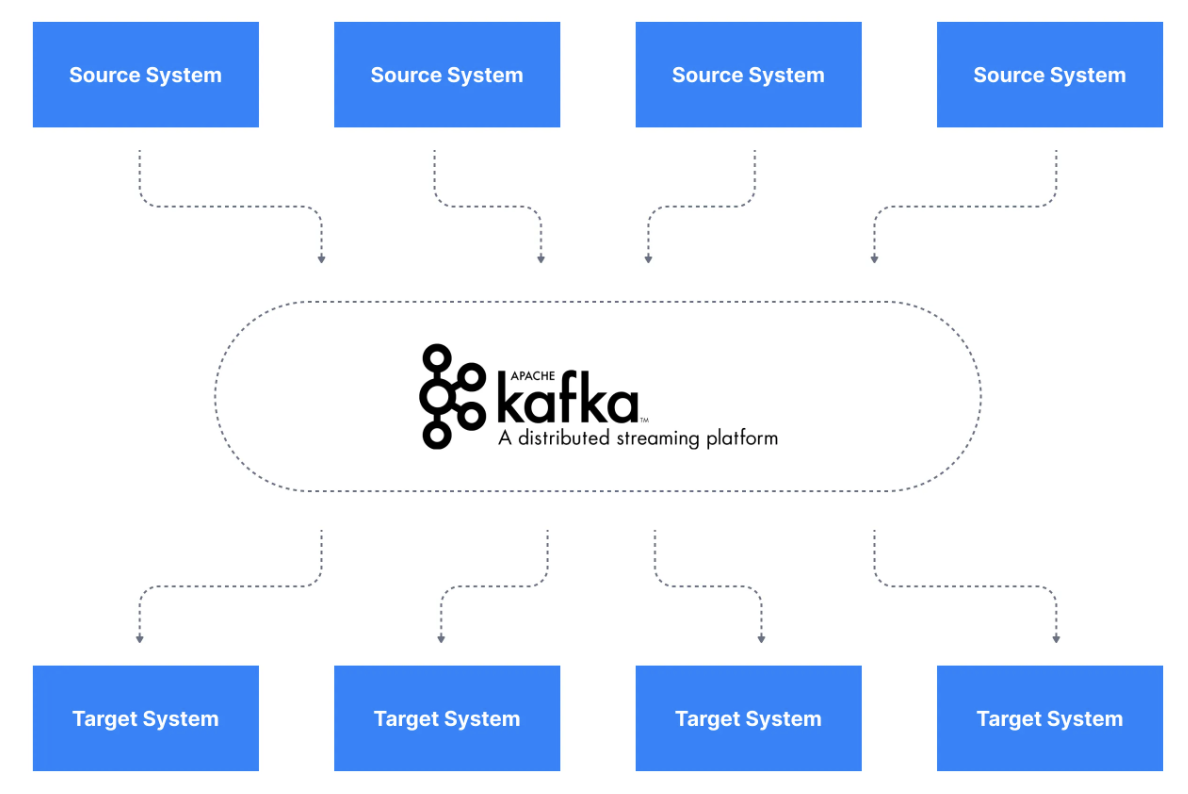 Source System
Source System
Source System
Source System
APACHE
kafka™
A distributed streaming platform
Target System
Target System
Target System
Target System